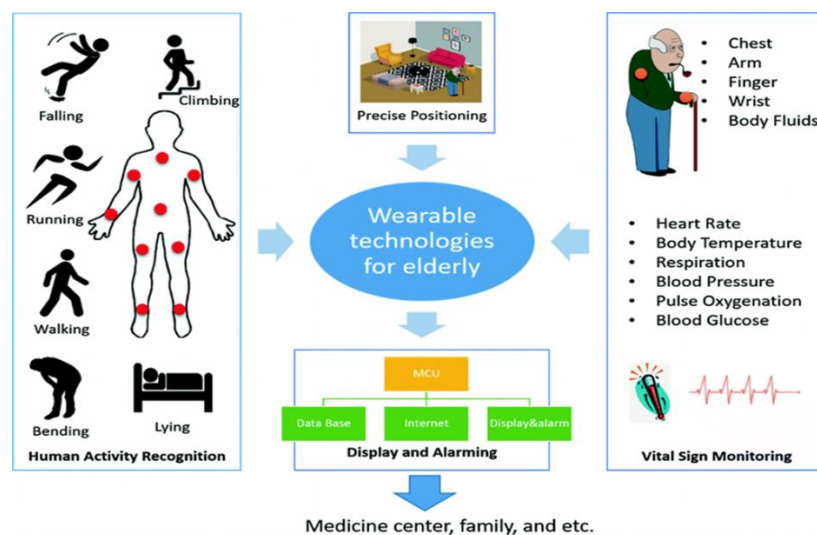 Falling
Climbing
Running
Walking
Bending
Lying
Human Activity Recognition
Precise Positioning
Wearable
technologies
for elderly
MCU
Data Base
Internet
Display&alarm
Display and Alarming
Medicine center, family, and etc.
• Chest
• Arm
• Finger
• Wrist
• Body Fluids
• Heart Rate
• Body Temperature
• Respiration
• Blood Pressure
• Pulse Oxygenation
• Blood Glucose
Vital Sign Monitoring